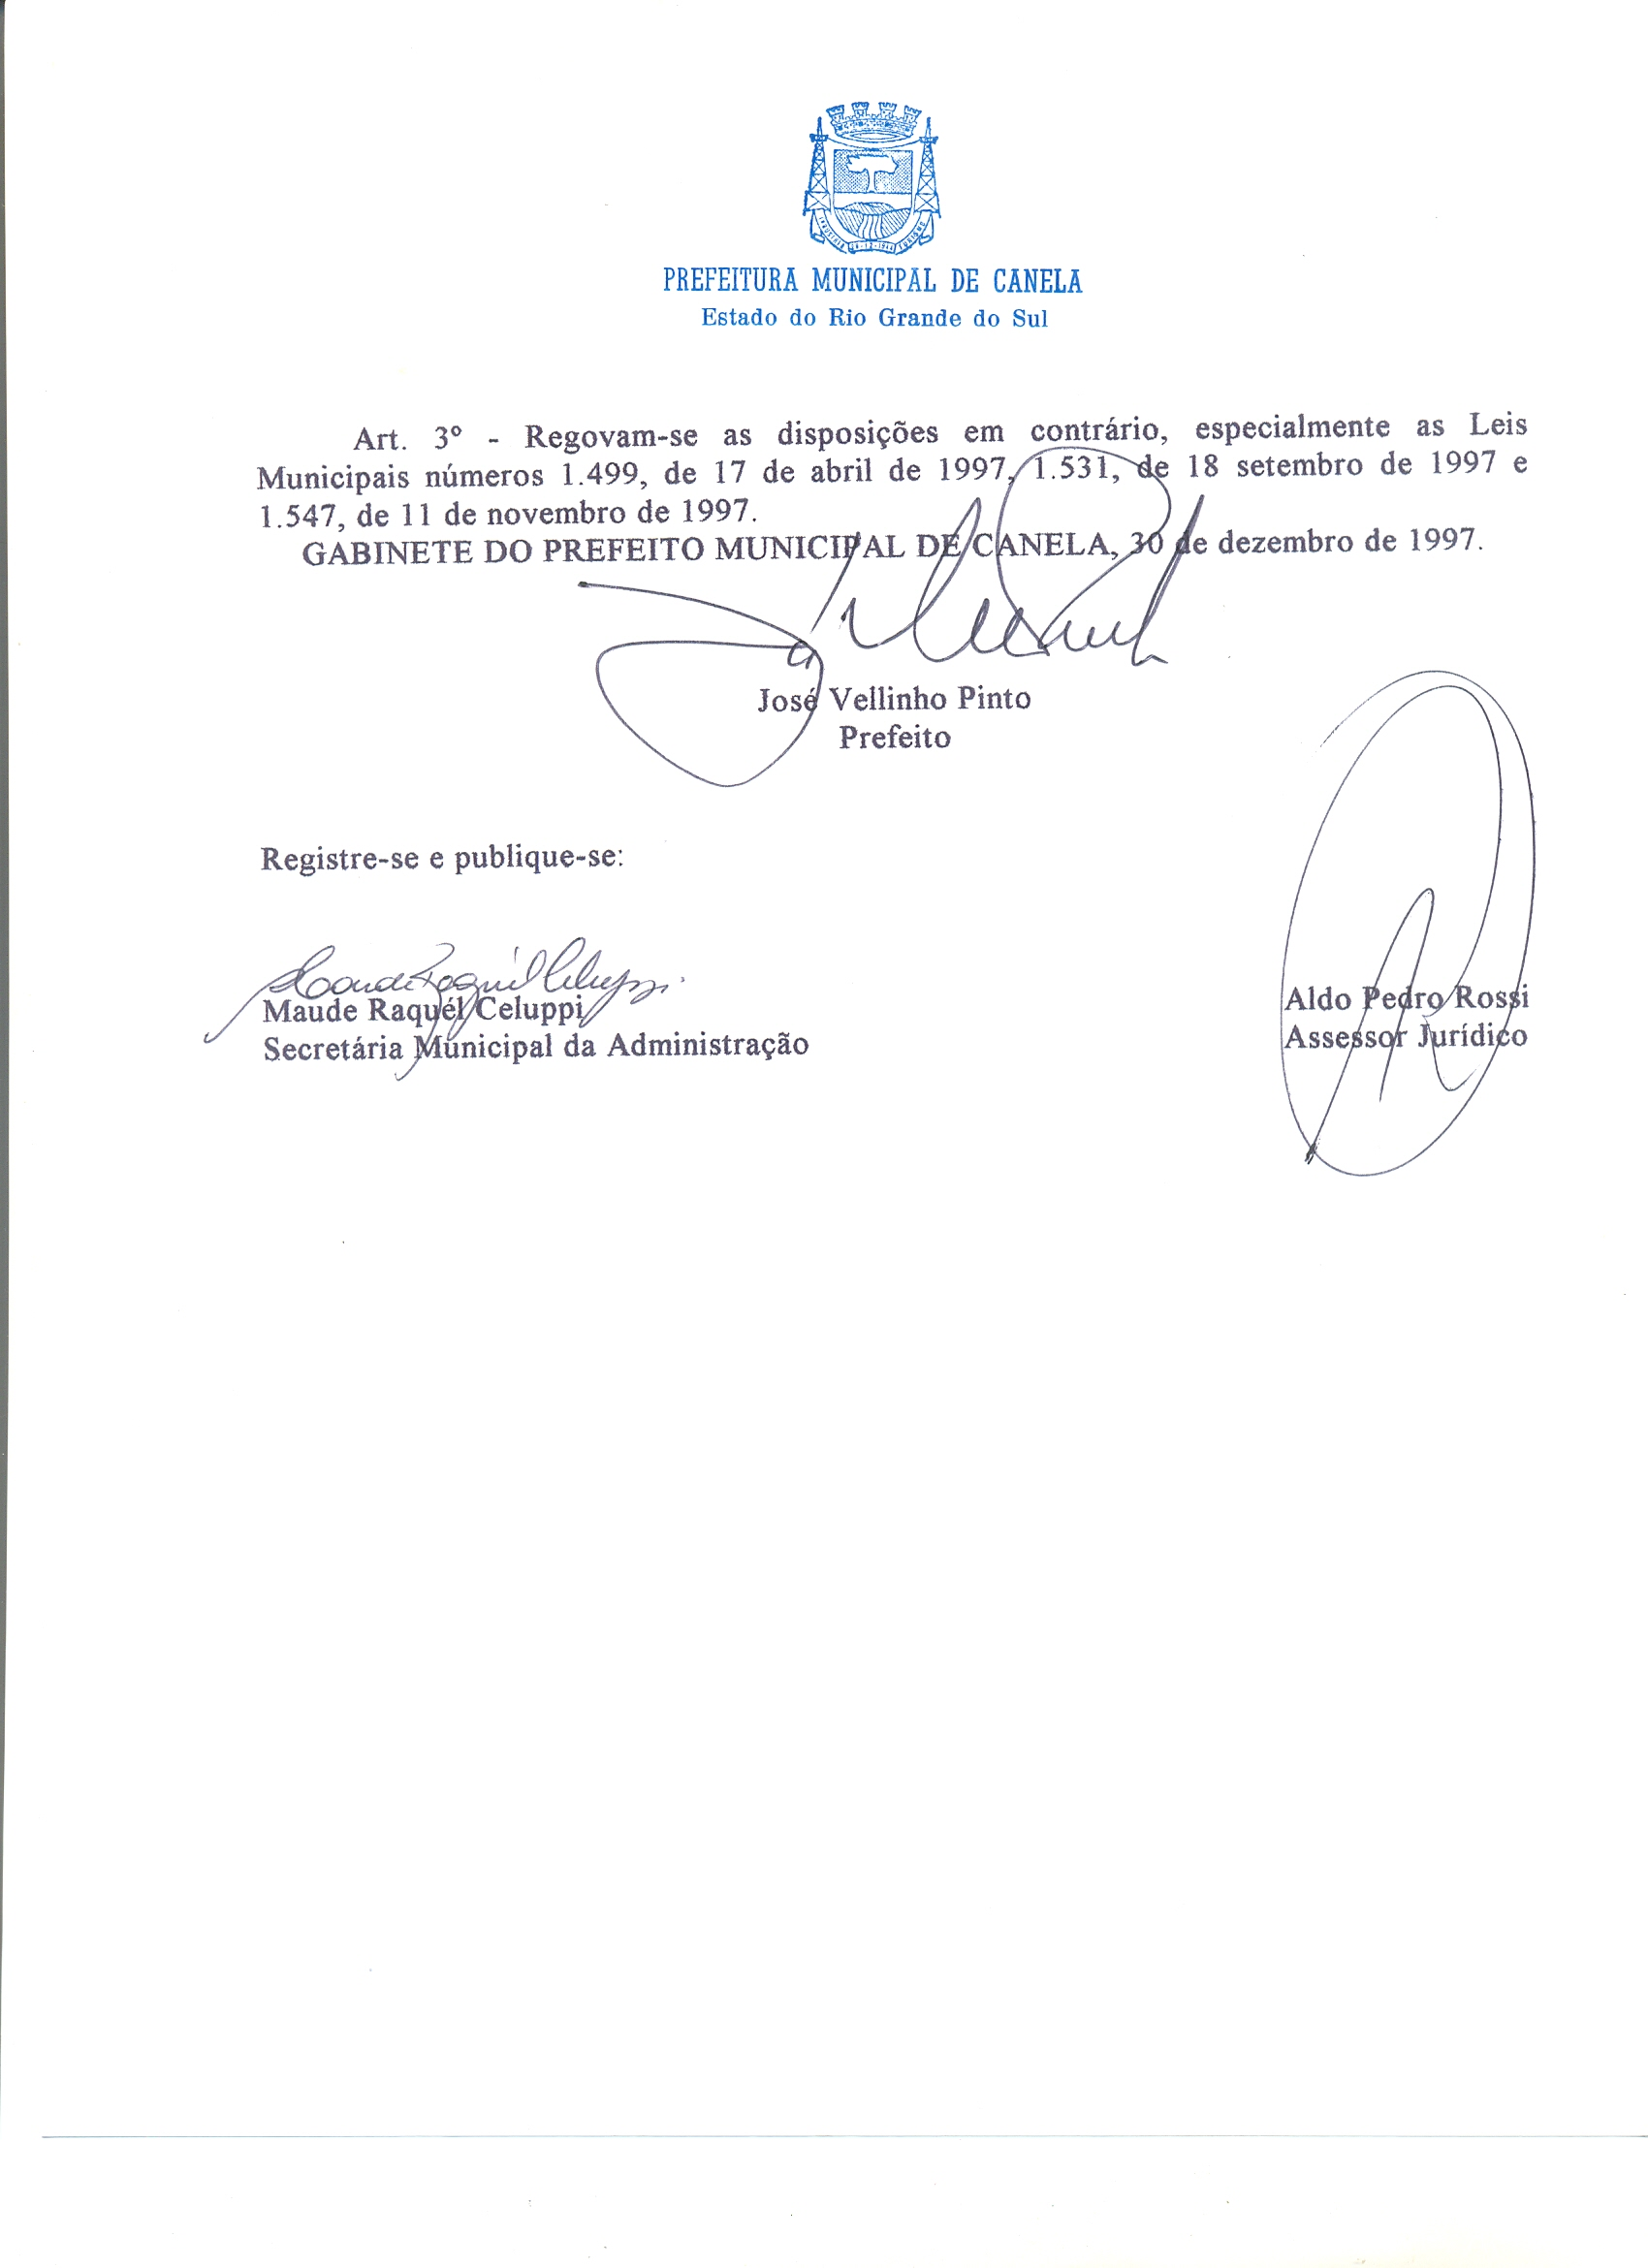 PREFEITURA MUNICIPAL DE CANELA
Estado do Rio Grande do Sul
Art. 3º - Regovam-se as disposições em contrário, especialmente as Leis
Municipais números 1.499, de 17 de abril de 1997, 1.531, de 18 setembro de 1997 e
1.547, de 11 de novembro de 1997.
GABINETE DO PREFEITO MUNICIPAL DE CANELA, 30 de dezembro de 1997.
José Vellinho Pinto
Prefeito
Registre-se e publique-se:
Maude Raquél Celuppi
Secretária Municipal da Administração
Aldo Pedro Rossi
Assessor Jurídico